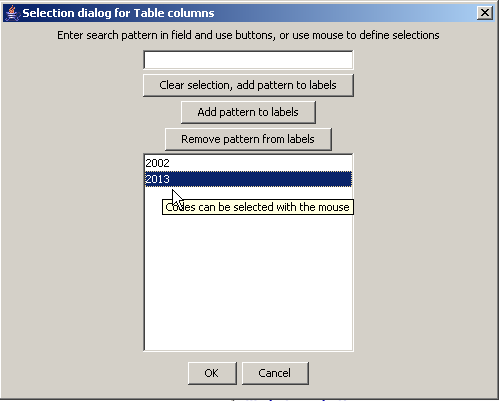 Selection dialog for Table columns
Enter search pattern in field and use buttons, or use mouse to define selections
Clear selection, add pattern to labels
Add pattern to labels
Remove pattern from labels
2002
2013
Codes can be selected with the mouse
OK Cancel